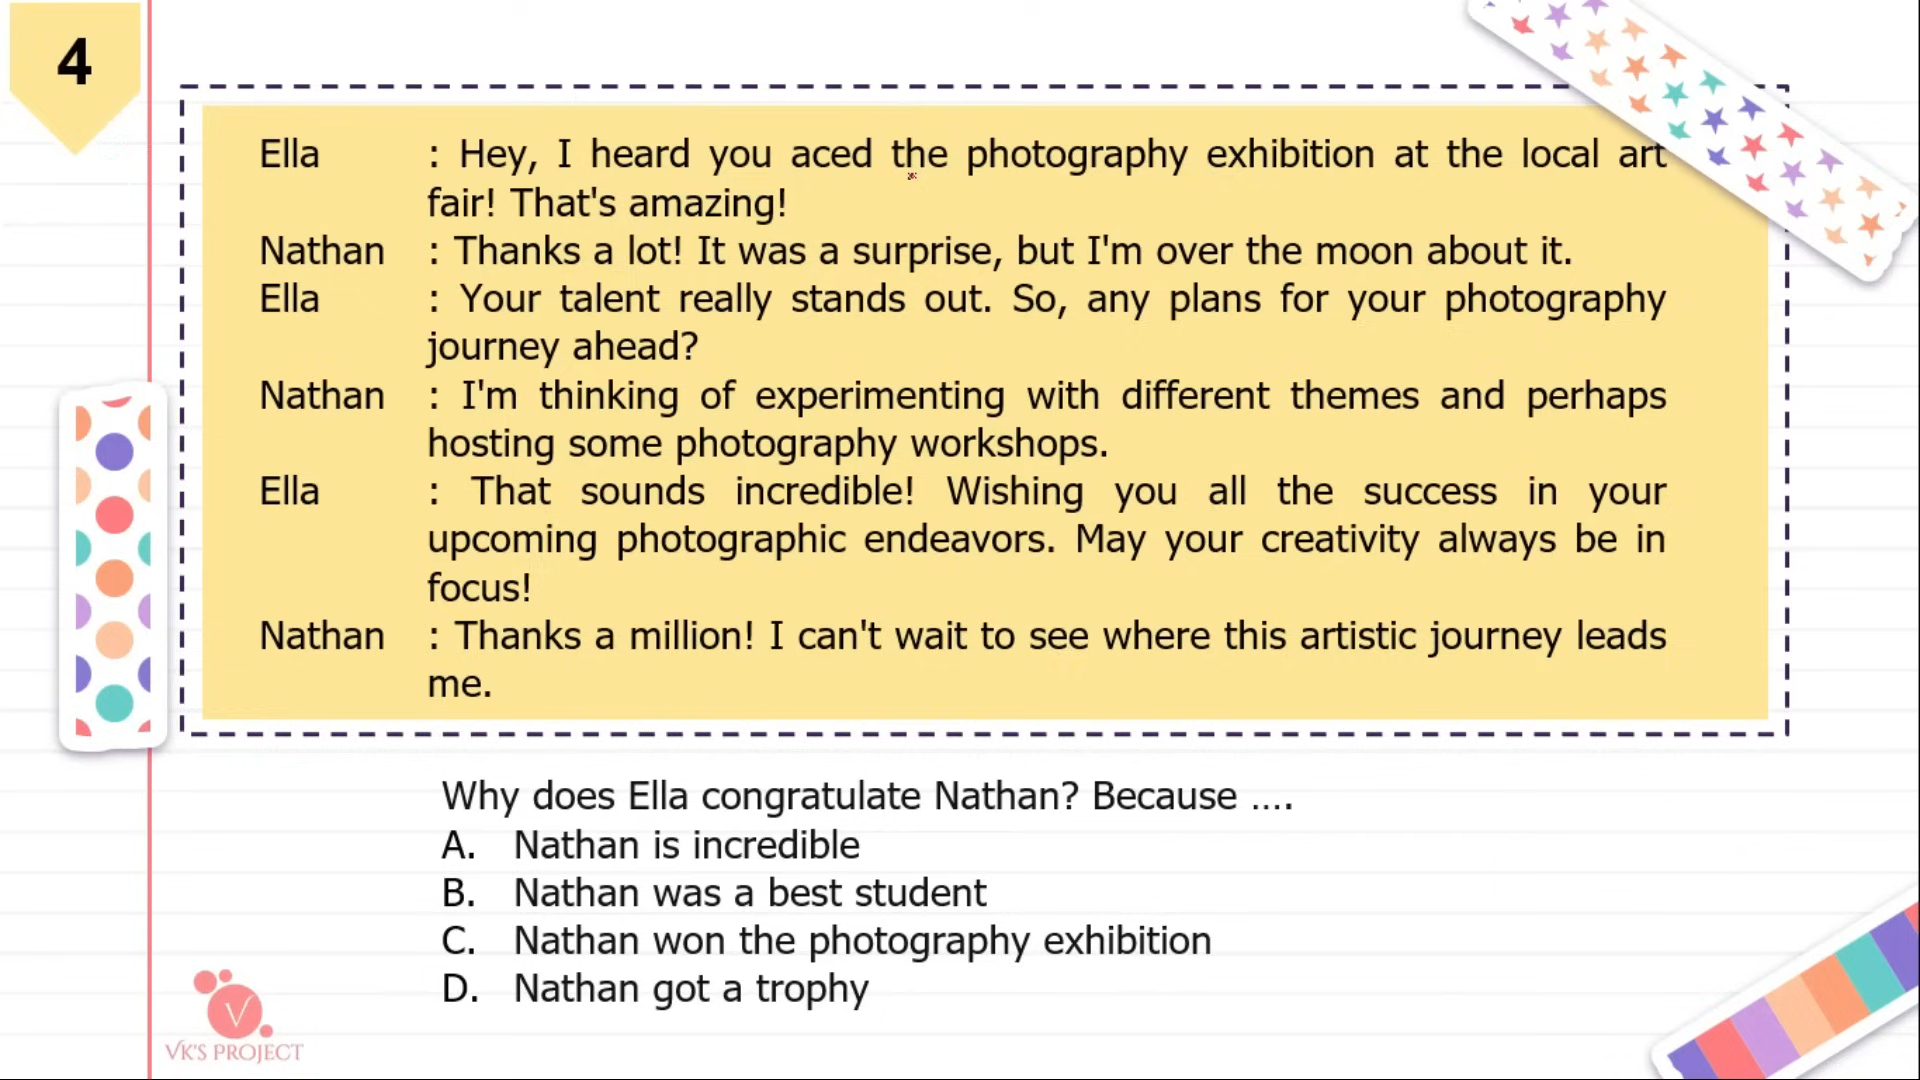 4
Ella : Hey, I heard you aced the photography exhibition at the local art
fair! That's amazing!
Nathan : Thanks a lot! It was a surprise, but I'm over the moon about it.
Ella : Your talent really stands out. So, any plans for your photography
journey ahead?
Nathan : I'm thinking of experimenting with different themes and perhaps
hosting some photography workshops.
Ella : That sounds incredible! Wishing you all the success in your
upcoming photographic endeavors. May your creativity always be in
focus!
Nathan : Thanks a million! I can't wait to see where this artistic journey leads
me.
Why does Ella congratulate Nathan? Because ....
A. Nathan is incredible
B. Nathan was a best student
C. Nathan won the photography exhibition
D. Nathan got a trophy
V
VK'S PROJECT